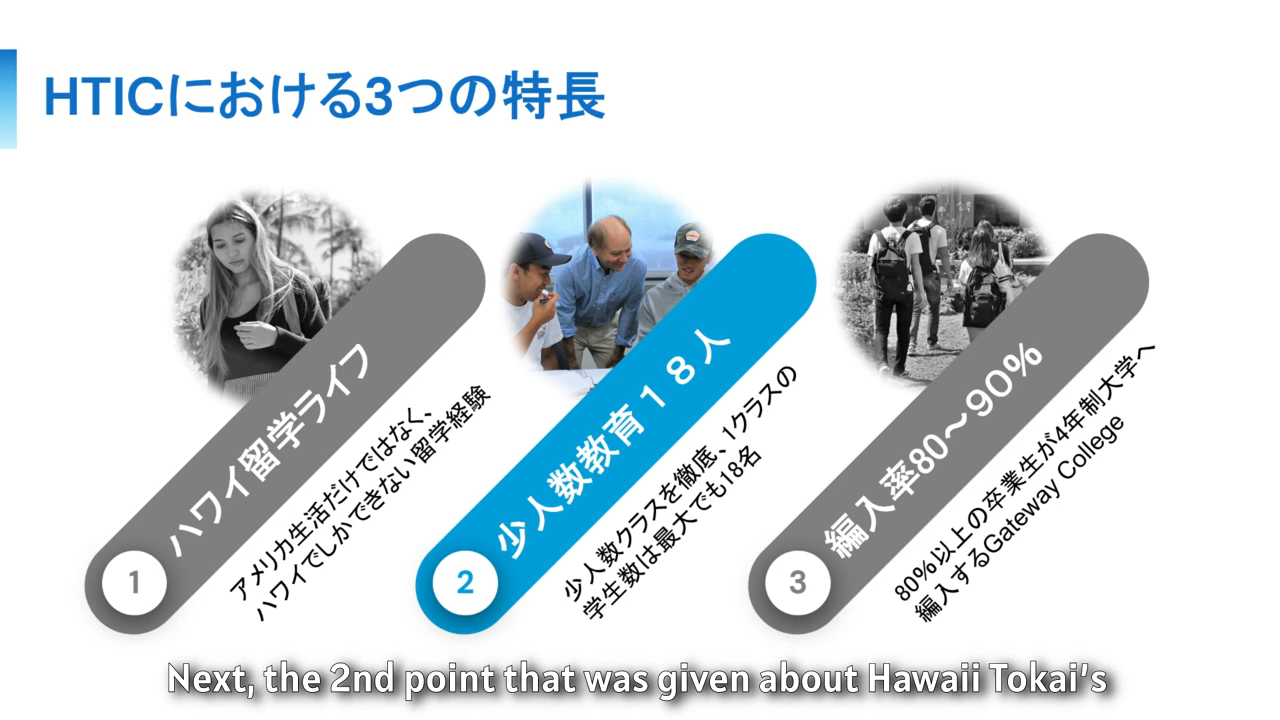 HTICにおける3つの特長
ハワイ留学ライフ
アメリカ生活だけではなく、
ハワイでしかできない留学経験
1
少人数教育１８人
少人数クラスを徹底、1クラスの
学生数は最大でも18名
2
編入率80～90%
80%以上の卒業生が4年制大学へ
編入するGateway College
3
Next, the 2nd point that was given about Hawaii Tokai's